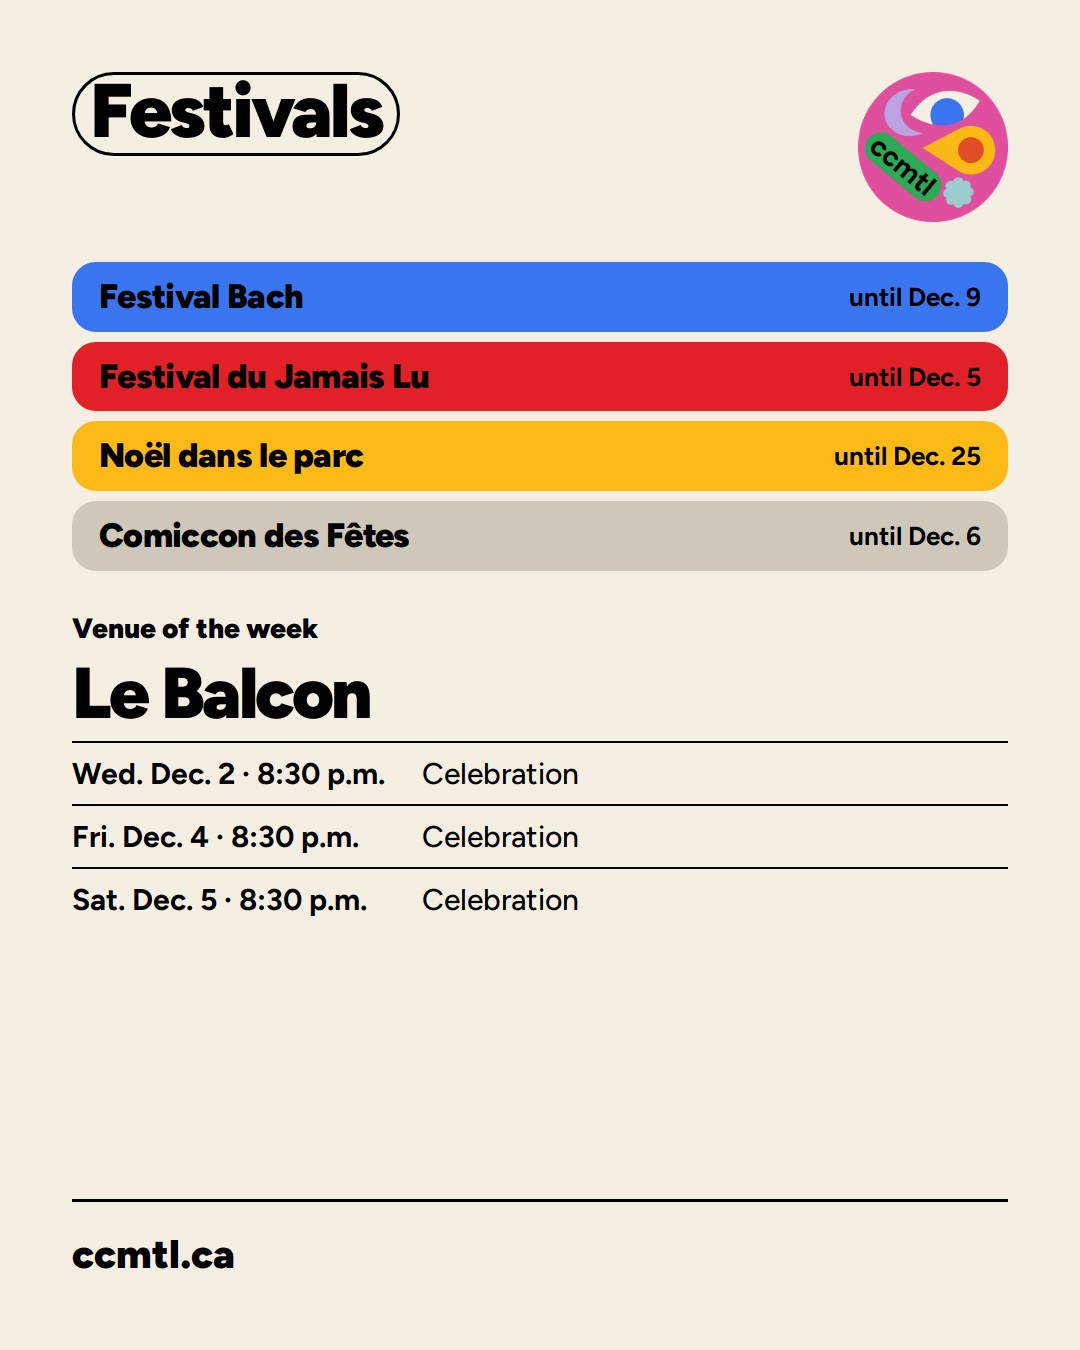 Festivals
ccmtl
Festival Bach until Dec. 9
Festival du Jamais Lu until Dec. 5
Noël dans le parc until Dec. 25
Comiccon des Fêtes until Dec. 6
Venue of the week
Le Balcon
Wed. Dec. 2 · 8:30 p.m. Celebration
Fri. Dec. 4 · 8:30 p.m. Celebration
Sat. Dec. 5 · 8:30 p.m. Celebration
ccmtl.ca